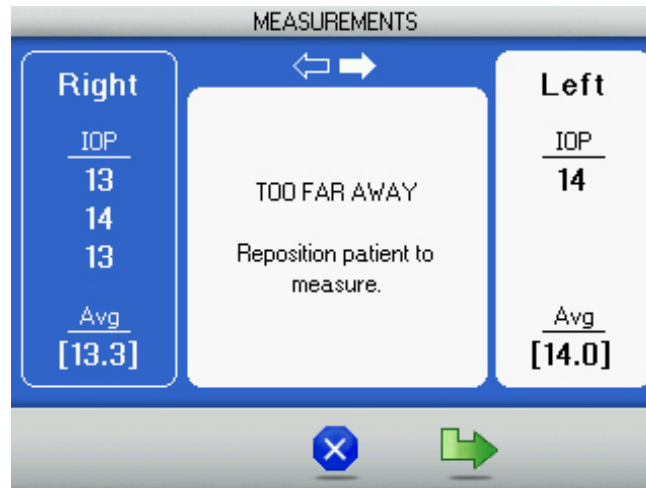 MEASUREMENTS
Right
IOP
13
14
13
Avg
[13.3]
TOO FAR AWAY
Reposition patient to
measure.
Left
IOP
14
Avg
[14.0]